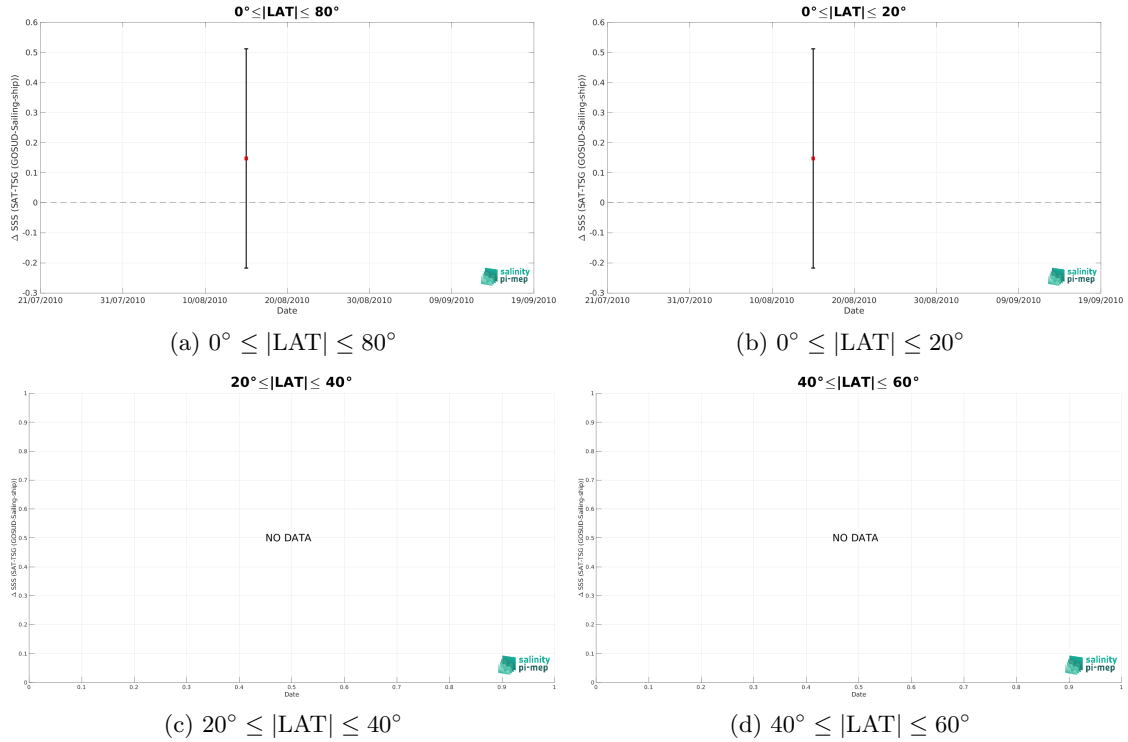 0°≤|LAT|≤ 80°
Δ SSS (SAT-TSG (GOSUD-Sailing-ship))
0.6
0.5
0.4
0.3
0.2
0.1
0
-0.1
-0.2
-0.3
21/07/2010 31/07/2010 10/08/2010 20/08/2010 30/08/2010 09/09/2010 19/09/2010
Date
salinity
pi-mep
(a) 0° ≤ |LAT| ≤ 80°
0°≤|LAT|≤ 20°
Δ SSS (SAT-TSG (GOSUD-Sailing-ship))
0.6
0.5
0.4
0.3
0.2
0.1
0
-0.1
-0.2
-0.3
21/07/2010 31/07/2010 10/08/2010 20/08/2010 30/08/2010 09/09/2010 19/09/2010
Date
salinity
pi-mep
(b) 0° ≤ |LAT| ≤ 20°
20°≤|LAT|≤ 40°
Δ SSS (SAT-TSG (GOSUD-Sailing-ship))
1
0.9
0.8
0.7
0.6
0.5
0.4
0.3
0.2
0.1
0
NO DATA
0 0.1 0.2 0.3 0.4 0.5 0.6 0.7 0.8 0.9 1
Date
salinity
pi-mep
(c) 20° ≤ |LAT| ≤ 40°
40°≤|LAT|≤ 60°
Δ SSS (SAT-TSG (GOSUD-Sailing-ship))
1
0.9
0.8
0.7
0.6
0.5
0.4
0.3
0.2
0.1
0
NO DATA
0 0.1 0.2 0.3 0.4 0.5 0.6 0.7 0.8 0.9 1
Date
salinity
pi-mep
(d) 40° ≤ |LAT| ≤ 60°